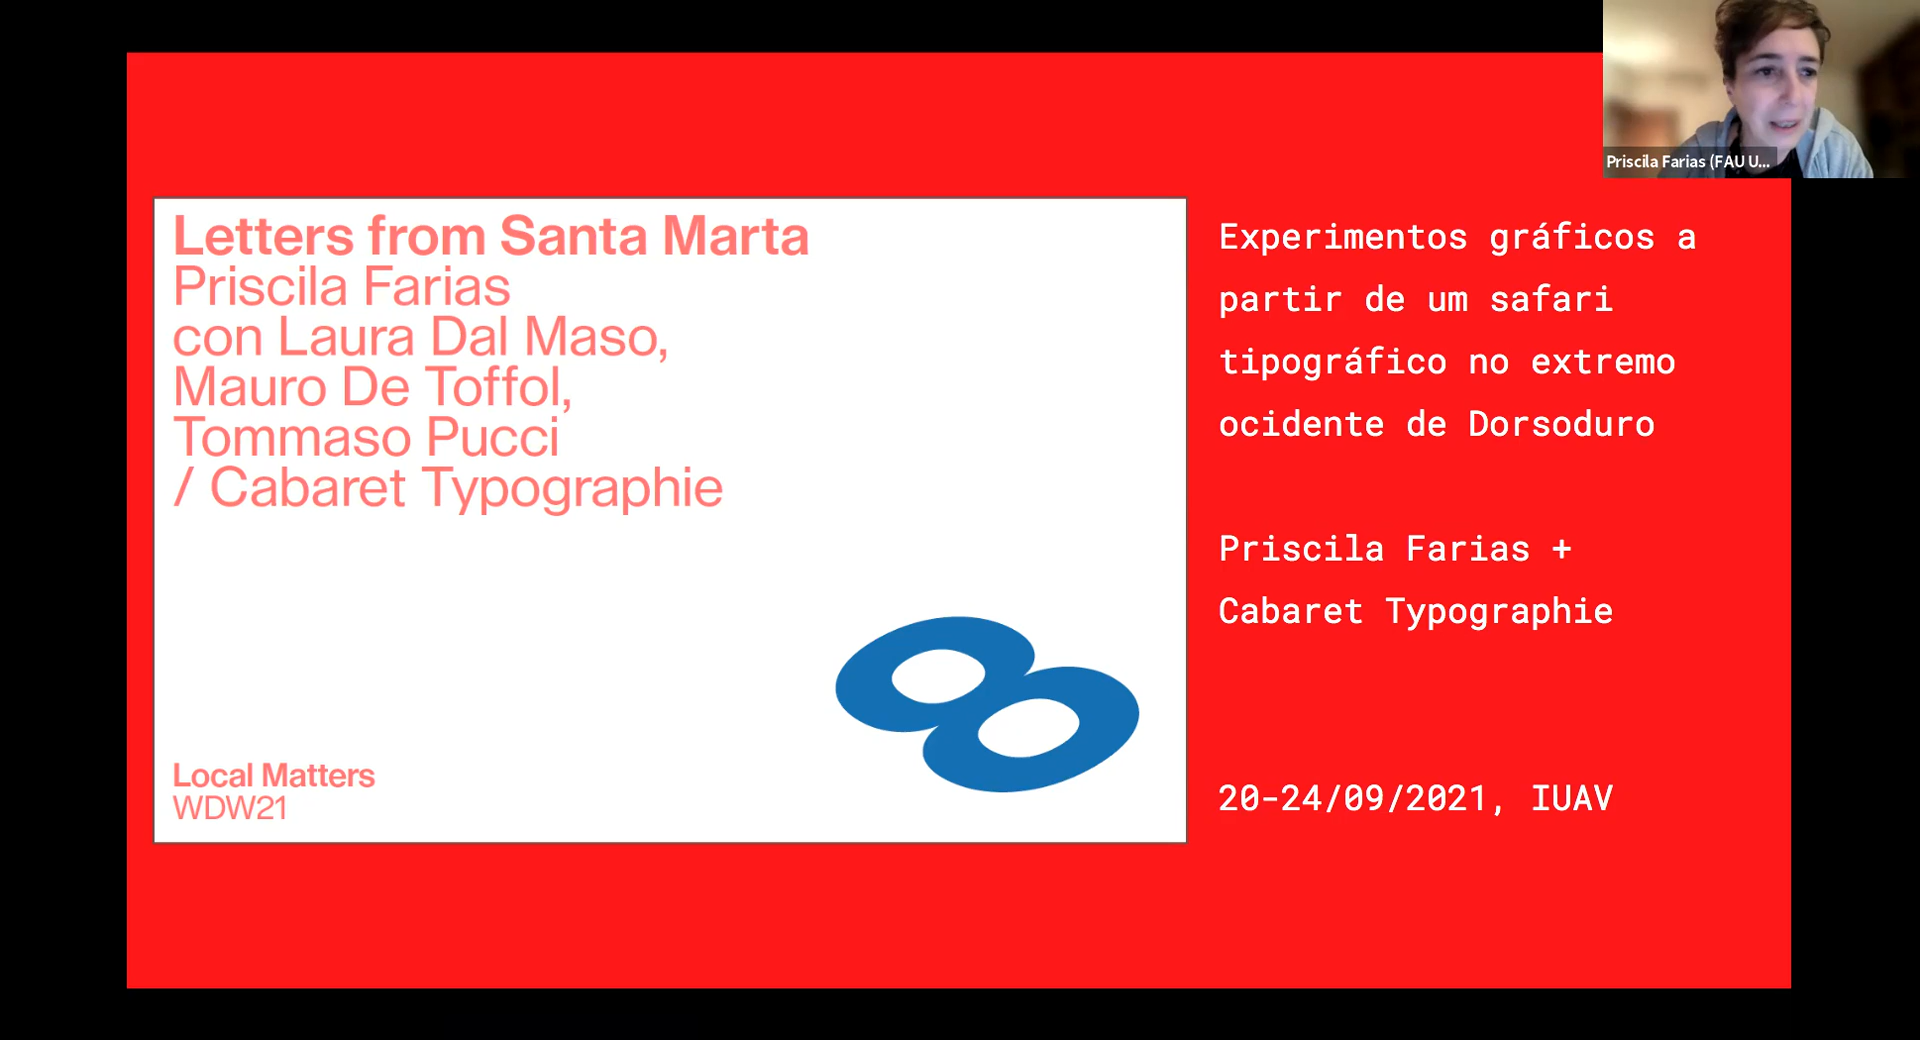 Priscila Farias (FAU U...
Letters from Santa Marta
Priscila Farias
con Laura Dal Maso,
Mauro De Toffol,
Tommaso Pucci
/ Cabaret Typographie
8
Local Matters
WDW21
Experimentos gráficos a
partir de um safari
tipográfico no extremo
ocidente de Dorsoduro
Priscila Farias +
Cabaret Typographie
20-24/09/2021, IUAV